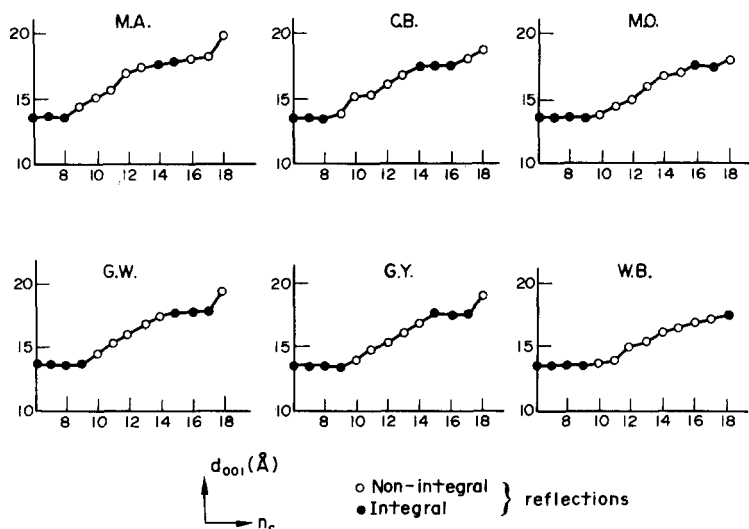 M.A. C.B. M.O.
20 20 20
15 15 15
10 10 10
8 10 12 14 16 18 8 10 12 14 16 18 8 10 12 14 16 18
G.W. G.Y. W.B.
20 20 20
15 15 15
10 10 10
8 10 12 14 16 18 8 10 12 14 16 18 8 10 12 14 16 18
d001 (Å)
○ Non-integral
● Integral
} reflections